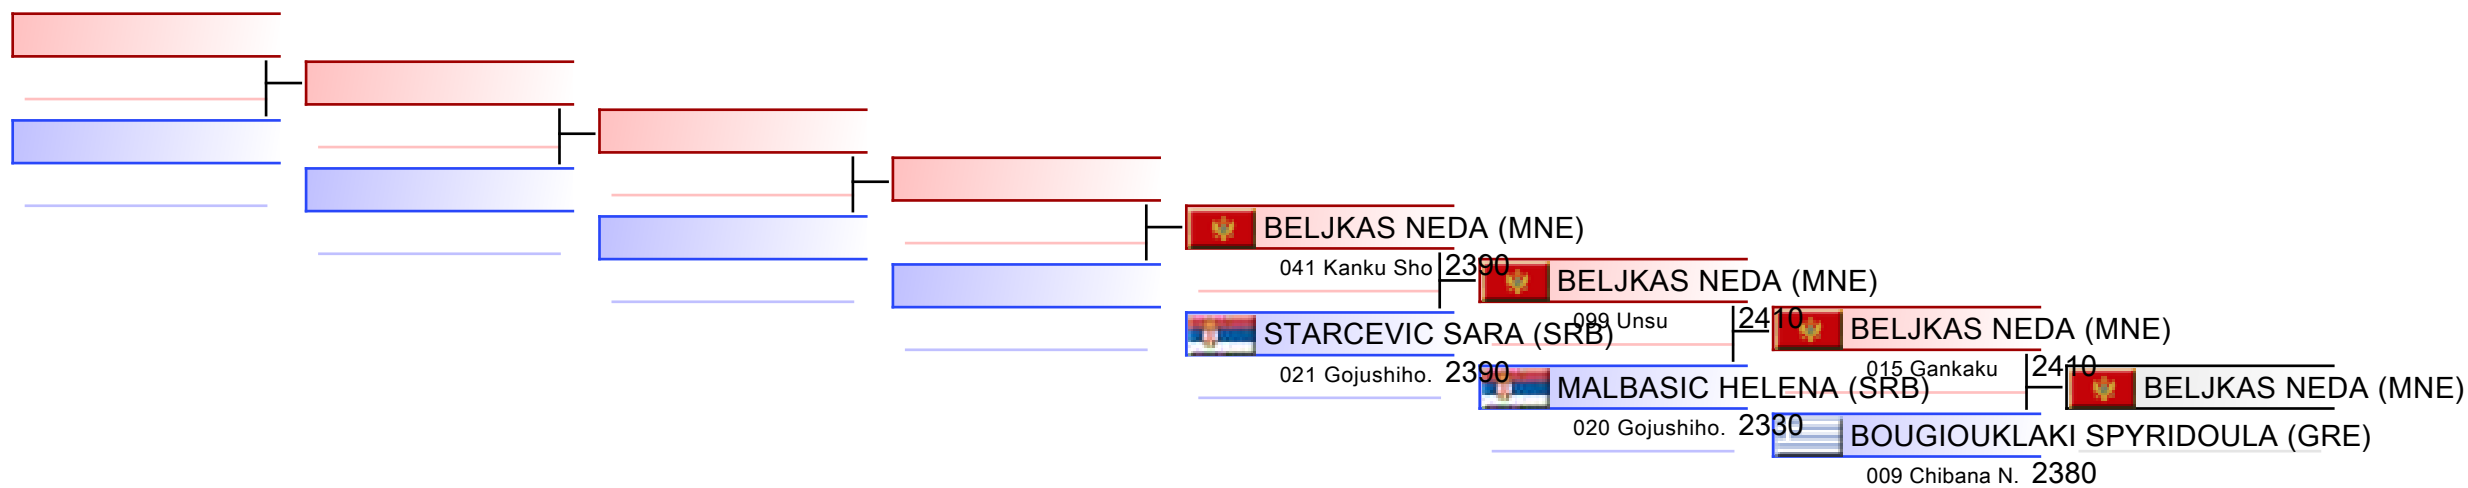 BELJKAS NEDA (MNE)
041 Kanku Sho 2390
BELJKAS NEDA (MNE)
STARCEVIC SARA (SRB)
099 Unsu 2410
BELJKAS NEDA (MNE)
021 Gojushiho. 2390
MALBASIC HELENA (SRB)
015 Gankaku 2410
BELJKAS NEDA (MNE)
020 Gojushiho. 2330
BOUGIOUKLAKI SPYRIDOULA (GRE)
009 Chibana N. 2380